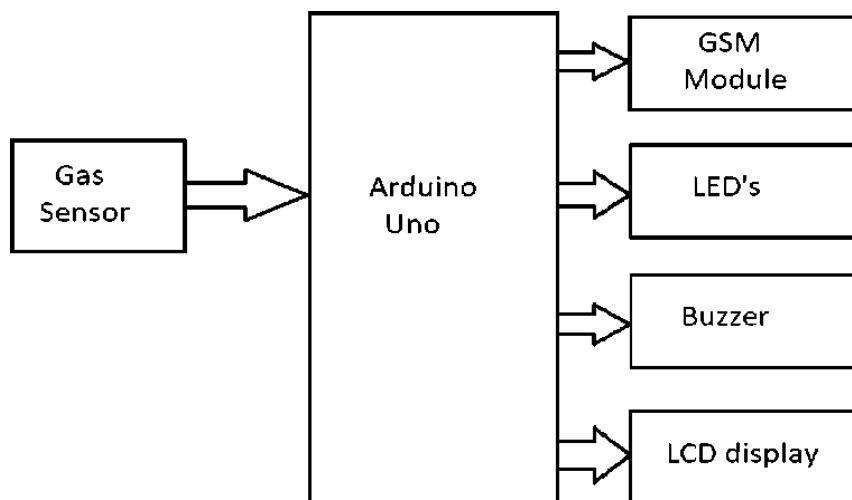 Gas
Sensor
Arduino
Uno
GSM
Module
LED's
Buzzer
LCD display